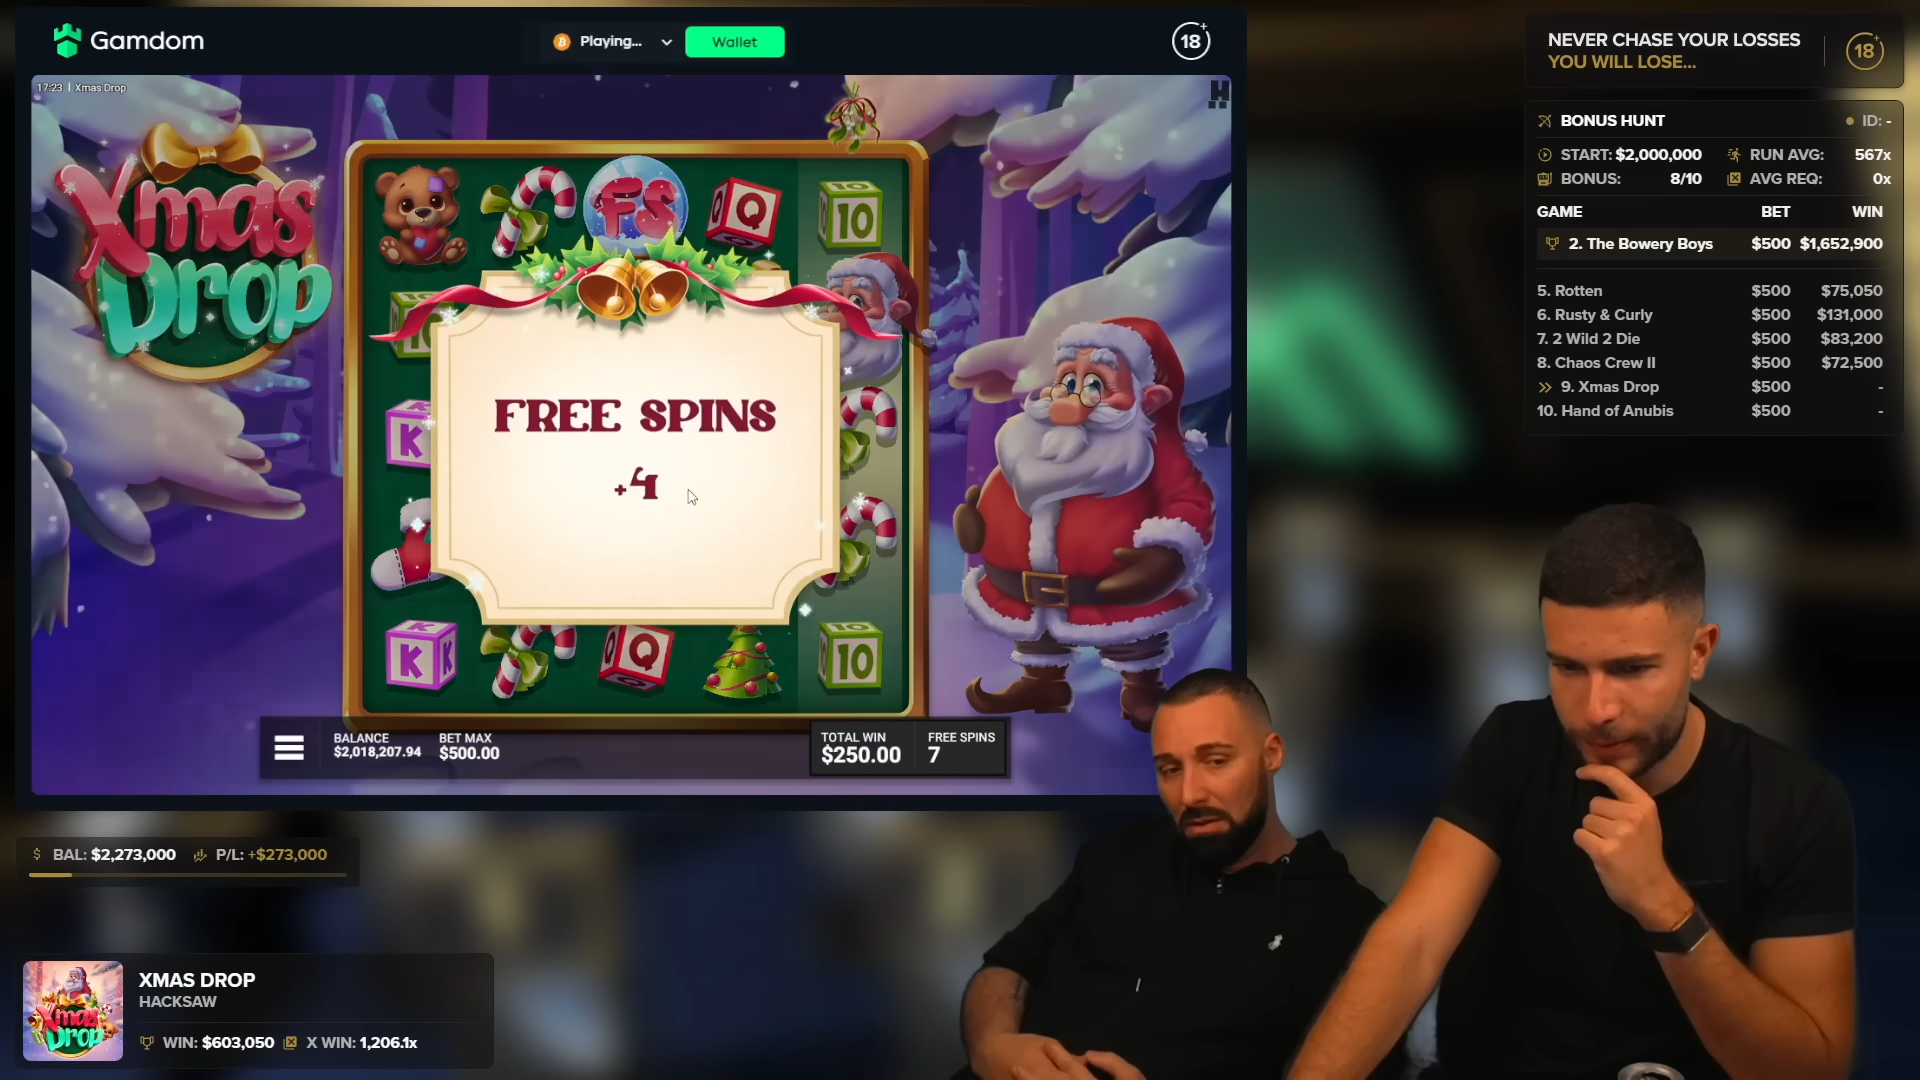 Gamdom
Playing...
Wallet
18+
17:23 | Xmas Drop
Xmas
Drop
FS
Q
10
10
K
K
FREE SPINS
+4
K K
Q
10
BALANCE
$2,018,207.94
BET MAX
$500.00
TOTAL WIN
$250.00
FREE SPINS
7
BAL: $2,273,000 P/L: +$273,000
XMAS DROP
HACKSAW
WIN: $603,050 X WIN: 1,206.1x
NEVER CHASE YOUR LOSSES
YOU WILL LOSE...
18+
BONUS HUNT ID: -
START: $2,000,000 RUN AVG: 567x
BONUS: 8/10 AVG REQ: 0x
GAME BET WIN
2. The Bowery Boys $500 $1,652,900
5. Rotten $500 $75,050
6. Rusty & Curly $500 $131,000
7. 2 Wild 2 Die $500 $83,200
8. Chaos Crew II $500 $72,500
9. Xmas Drop $500 -
10. Hand of Anubis $500 -